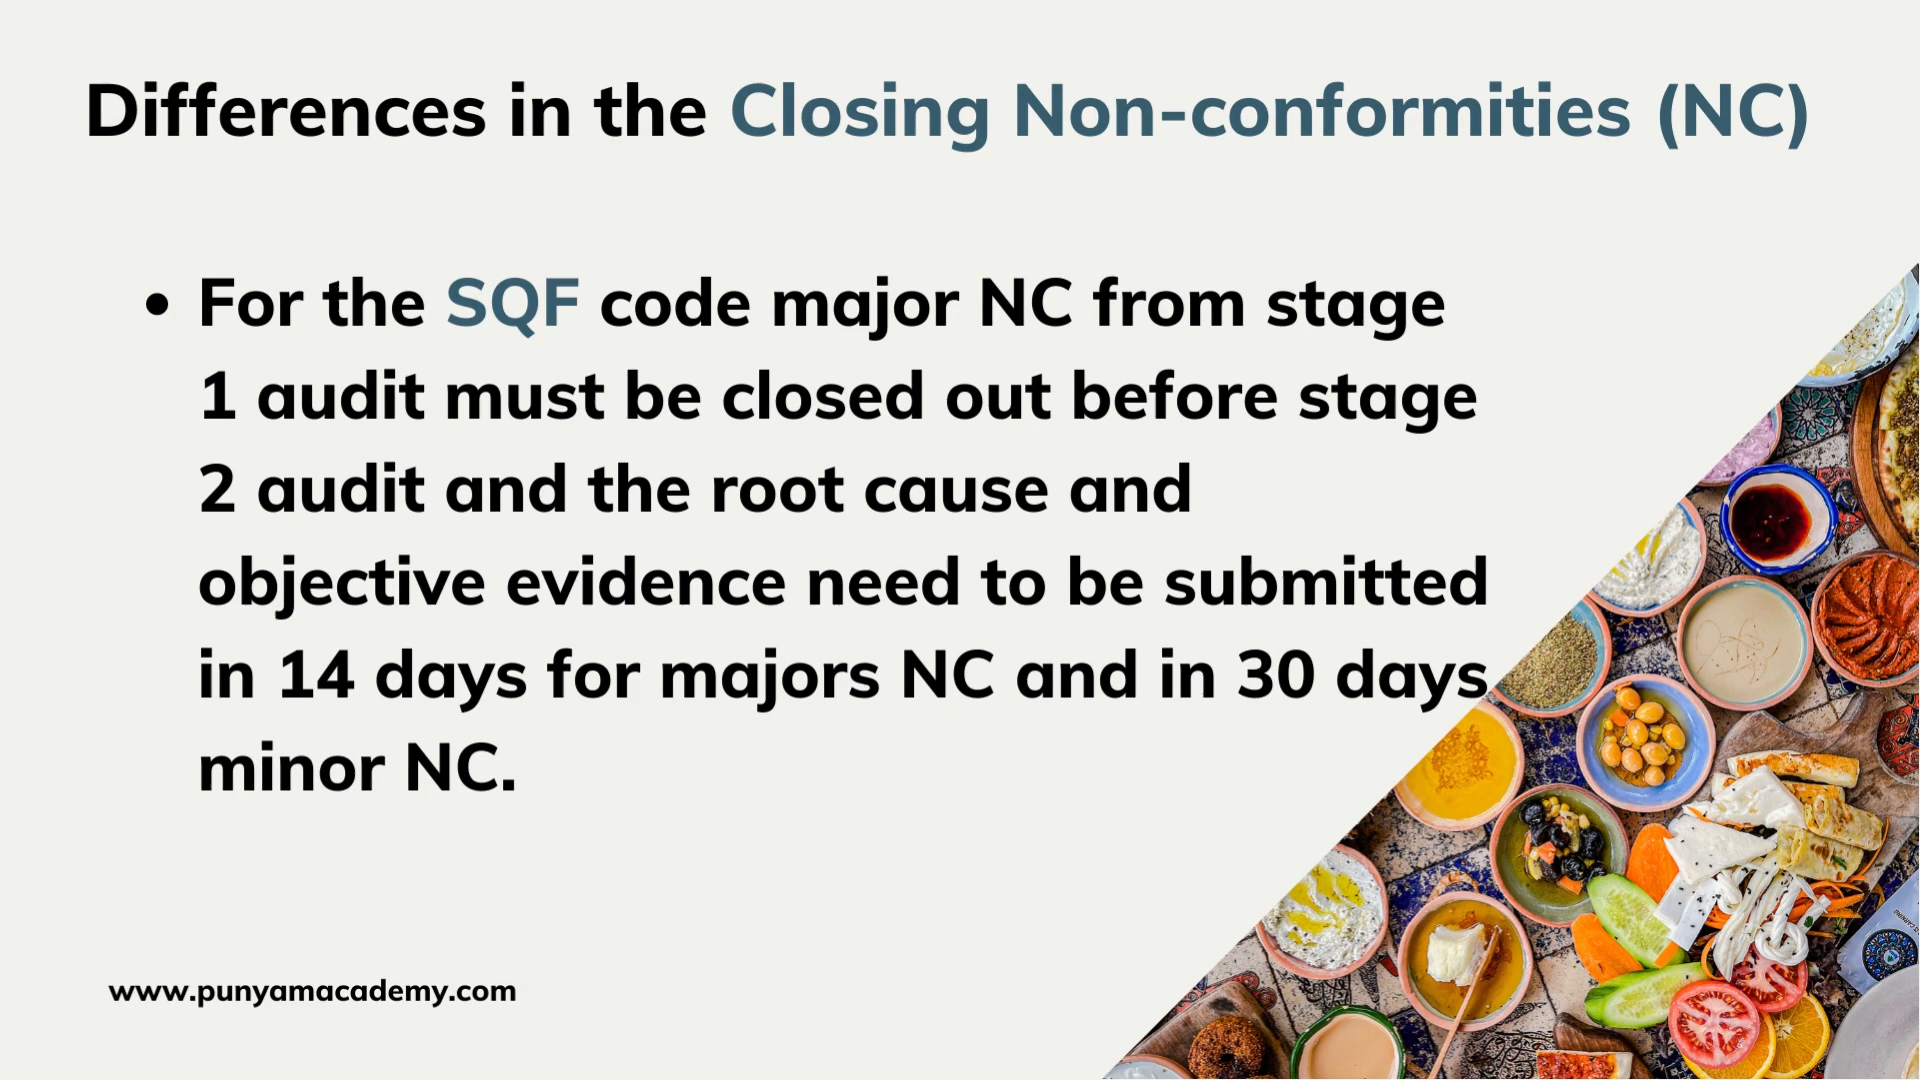 Differences in the Closing Non-conformities (NC)
• For the SQF code major NC from stage
1 audit must be closed out before stage
2 audit and the root cause and
objective evidence need to be submitted
in 14 days for majors NC and in 30 days
minor NC.
www.punyamacademy.com